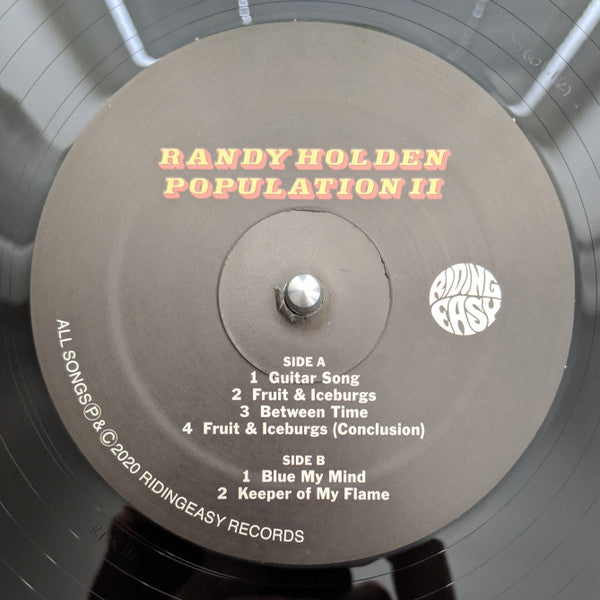 RANDY HOLDEN
POPULATION II
RIDING
EASY
SIDE A
1 Guitar Song
2 Fruit & Iceburgs
3 Between Time
4 Fruit & Iceburgs (Conclusion)
SIDE B
1 Blue My Mind
2 Keeper of My Flame
ALL SONGS Ⓟ & © 2020 RIDINGEASY RECORDS